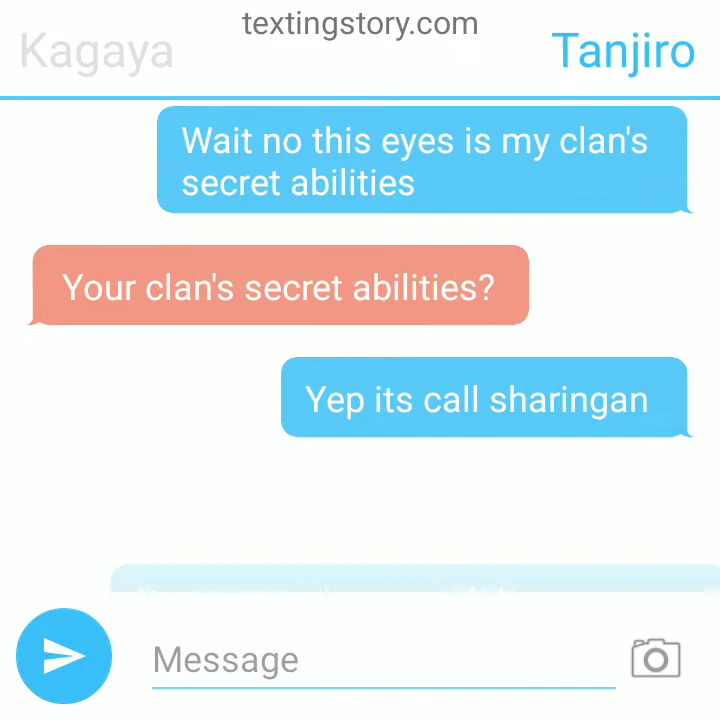 textingstory.com
Kagaya
Tanjiro
Wait no this eyes is my clan's
secret abilities
Your clan's secret abilities?
Yep its call sharingan
Message